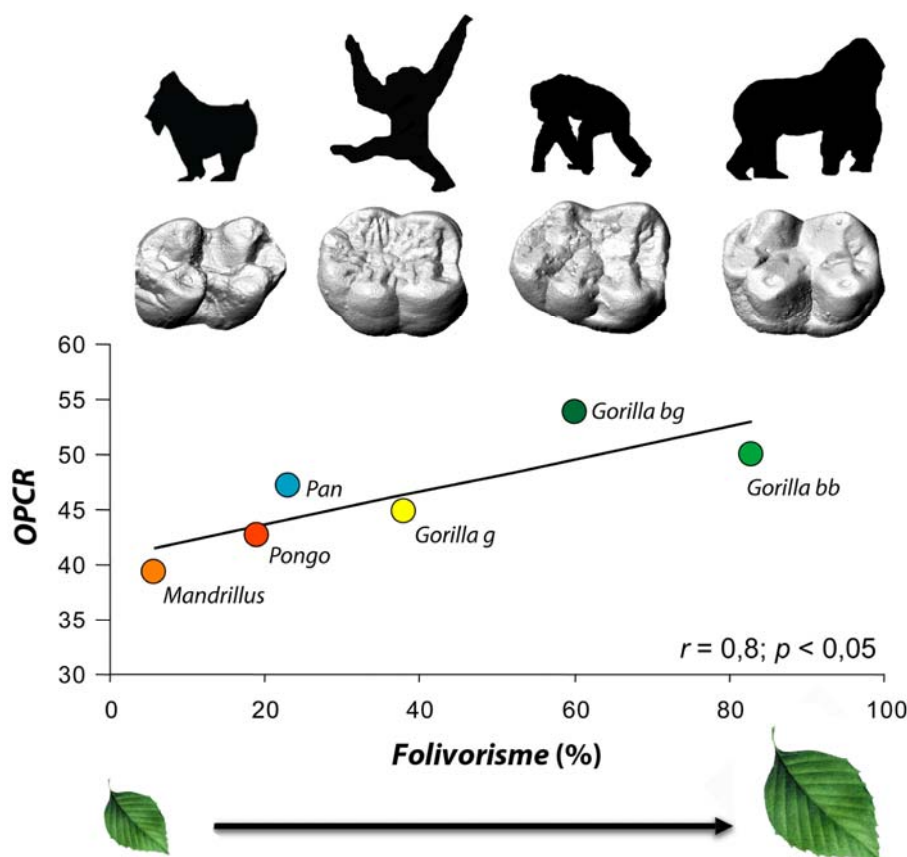 60
55
50
45
40
35
30
OPCR
Gorilla bg
Pan
Gorilla bb
Gorilla g
Pongo
Mandrillus
r = 0,8; p < 0,05
0 20 40 60 80 100
Folivorisme (%)